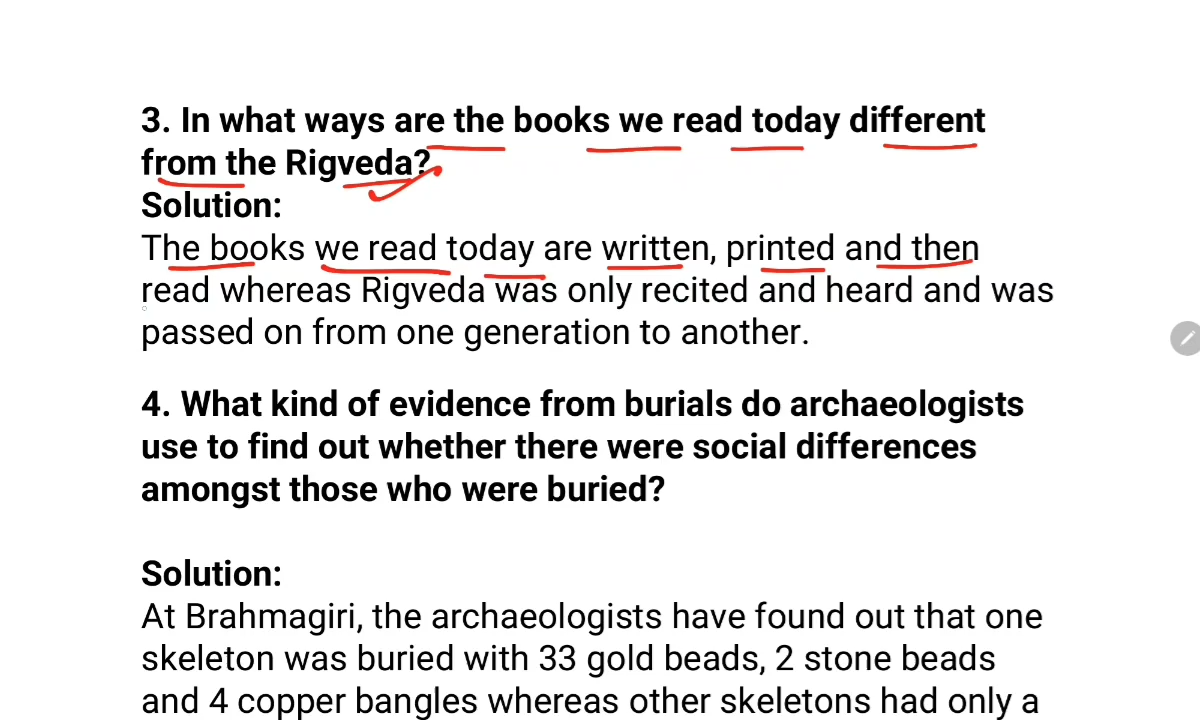 3. In what ways are the books we read today different
from the Rigveda?
Solution:
The books we read today are written, printed and then
read whereas Rigveda was only recited and heard and was
passed on from one generation to another.
4. What kind of evidence from burials do archaeologists
use to find out whether there were social differences
amongst those who were buried?
Solution:
At Brahmagiri, the archaeologists have found out that one
skeleton was buried with 33 gold beads, 2 stone beads
and 4 copper bangles whereas other skeletons had only a